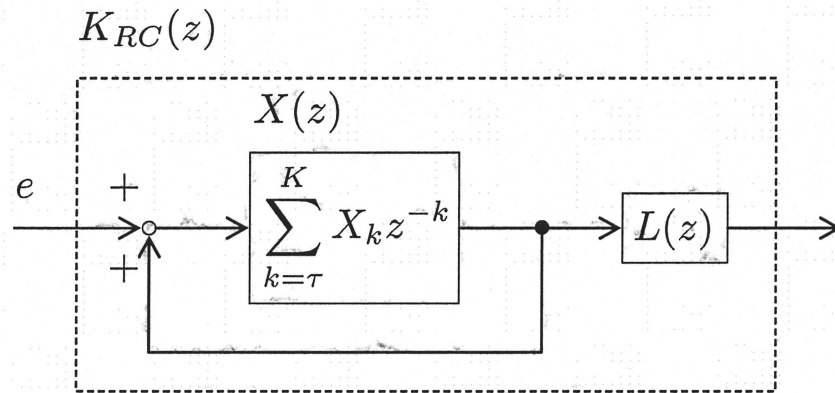 K_{RC}(z)
X(z)
e
+
+
\sum_{k=\tau}^{K} X_k z^{-k}
L(z)